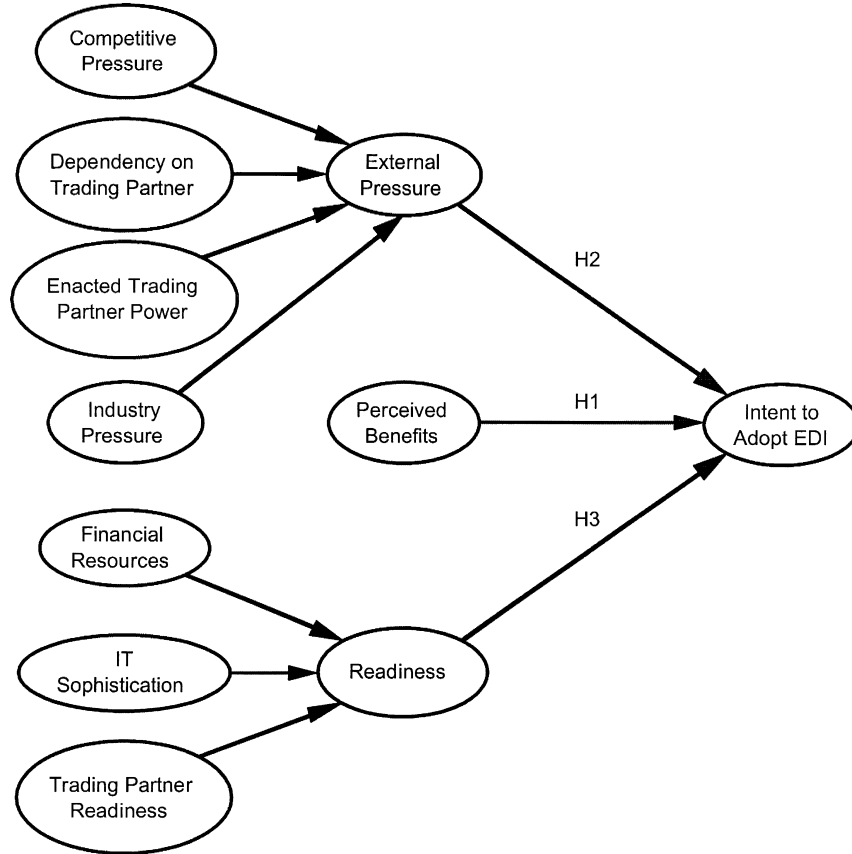 Competitive
Pressure
Dependency on
Trading Partner
External
Pressure
Enacted Trading
Partner Power
H2
Industry
Pressure
Perceived
Benefits
H1
Intent to
Adopt EDI
H3
Financial
Resources
IT
Sophistication
Readiness
Trading Partner
Readiness